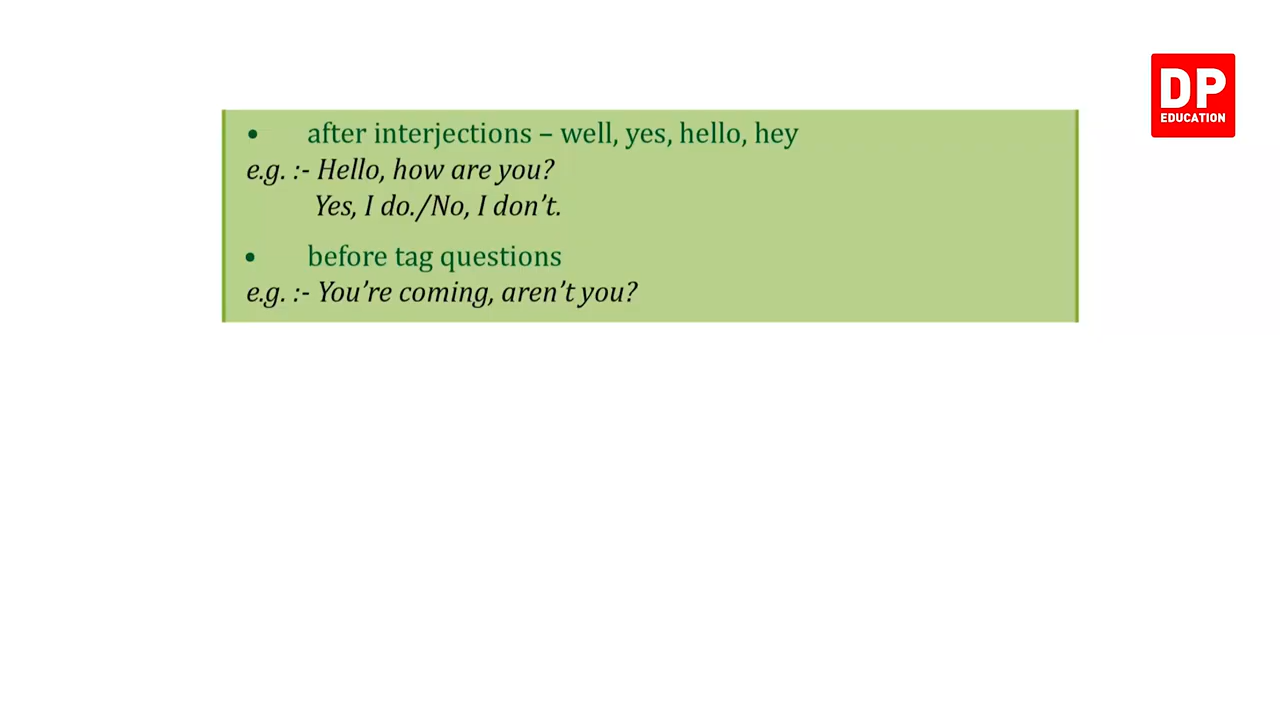 DP
EDUCATION
• after interjections – well, yes, hello, hey
e.g. :- Hello, how are you?
Yes, I do./No, I don’t.
• before tag questions
e.g. :- You’re coming, aren’t you?